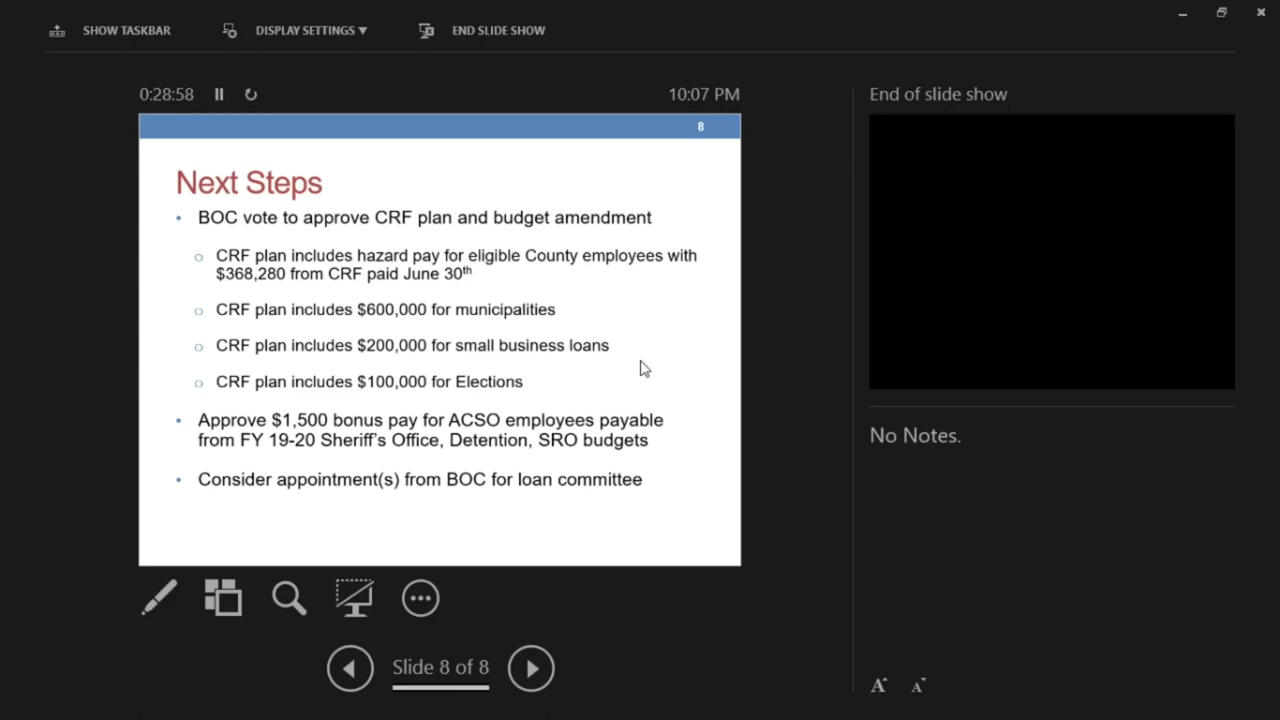 SHOW TASKBAR
DISPLAY SETTINGS ▼
END SLIDE SHOW
0:28:58
10:07 PM
End of slide show
8
Next Steps
• BOC vote to approve CRF plan and budget amendment
o CRF plan includes hazard pay for eligible County employees with
$368,280 from CRF paid June 30th
o CRF plan includes $600,000 for municipalities
o CRF plan includes $200,000 for small business loans
o CRF plan includes $100,000 for Elections
• Approve $1,500 bonus pay for ACSO employees payable
from FY 19-20 Sheriff's Office, Detention, SRO budgets
• Consider appointment(s) from BOC for loan committee
No Notes.
Slide 8 of 8
A A